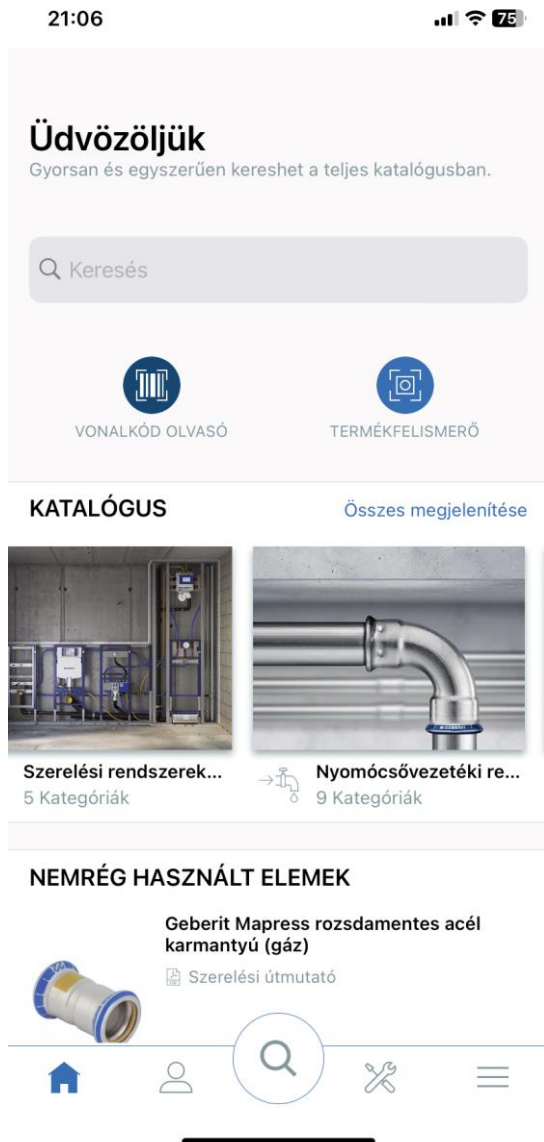 21:06
75
Üdvözöljük
Gyorsan és egyszerűen kereshet a teljes katalógusban.
Keresés
VONALKÓD OLVASÓ
TERMÉKFELISMERŐ
KATALÓGUS
Összes megjelenítése
Szerelési rendszerek...
5 Kategóriák
Nyomócsővezetéki re...
9 Kategóriák
NEMRÉG HASZNÁLT ELEMEK
Geberit Mapress rozsdamentes acél
karmantyú (gáz)
Szerelési útmutató